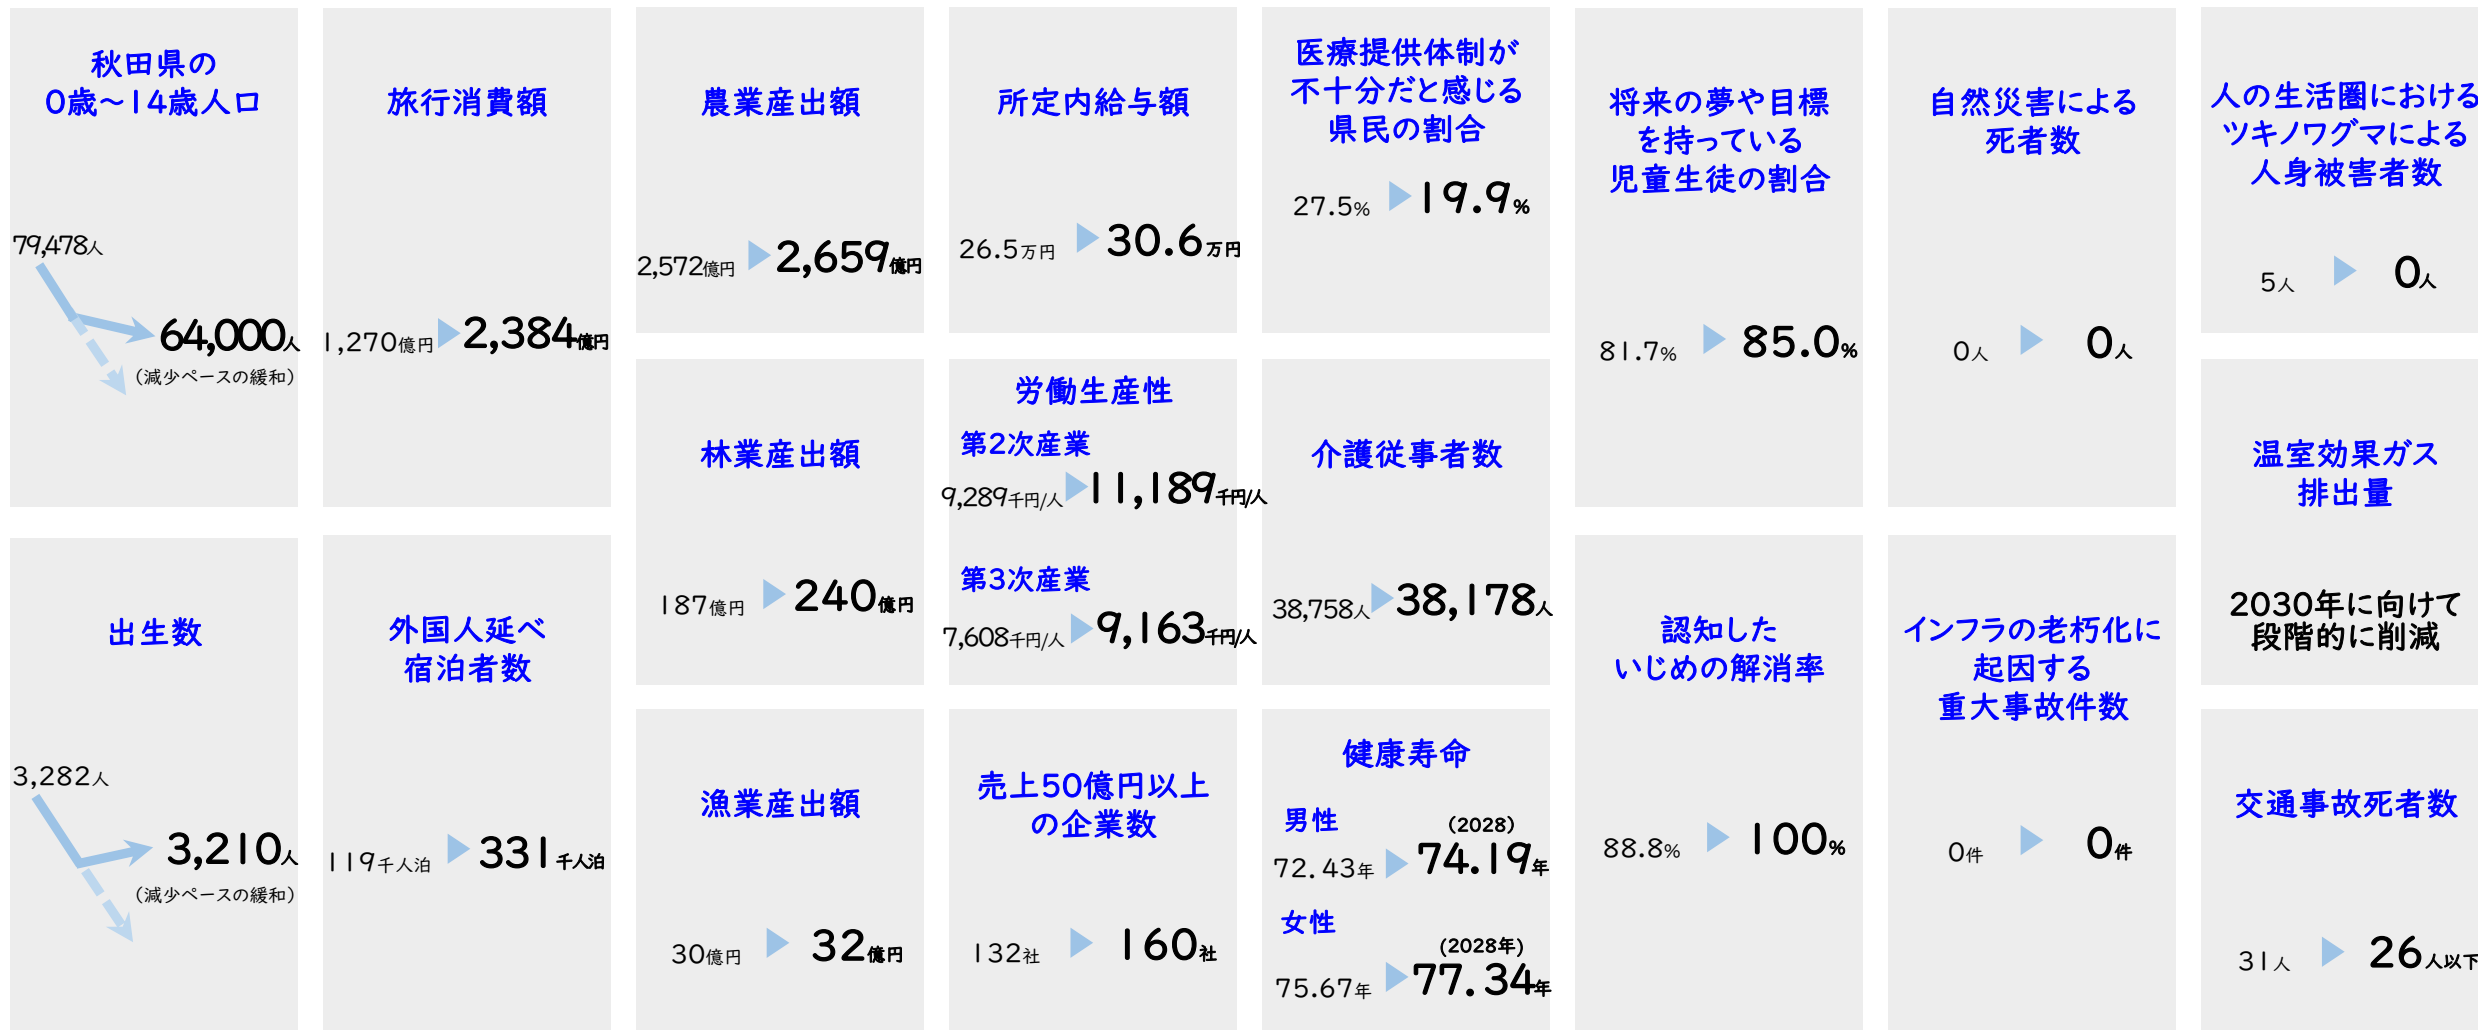 秋田県の
0歳～14歳人口
79,478人
64,000人
（減少ペースの緩和）
出生数
3,282人
3,210人
（減少ペースの緩和）
旅行消費額
1,270億円
2,384億円
外国人延べ
宿泊者数
119千人泊
331千人泊
農業産出額
2,572億円
2,659億円
林業産出額
187億円
240億円
漁業産出額
30億円
32億円
所定内給与額
26.5万円
30.6万円
労働生産性
第2次産業
9,289千円/人
11,189千円/人
第3次産業
7,608千円/人
9,163千円/人
売上50億円以上
の企業数
132社
160社
医療提供体制が
不十分だと感じる
県民の割合
27.5%
19.9%
介護従事者数
38,758人
38,178人
健康寿命
男性
（2028）
72.43年
74.19年
女性
（2028年）
75.67年
77.34年
将来の夢や目標
を持っている
児童生徒の割合
81.7%
85.0%
認知した
いじめの解消率
88.8%
100%
自然災害による
死者数
0人
0人
インフラの老朽化に
起因する
重大事故件数
0件
0件
人の生活圏における
ツキノワグマによる
人身被害者数
5人
0人
温室効果ガス
排出量
2030年に向けて
段階的に削減
交通事故死者数
31人
26人以下